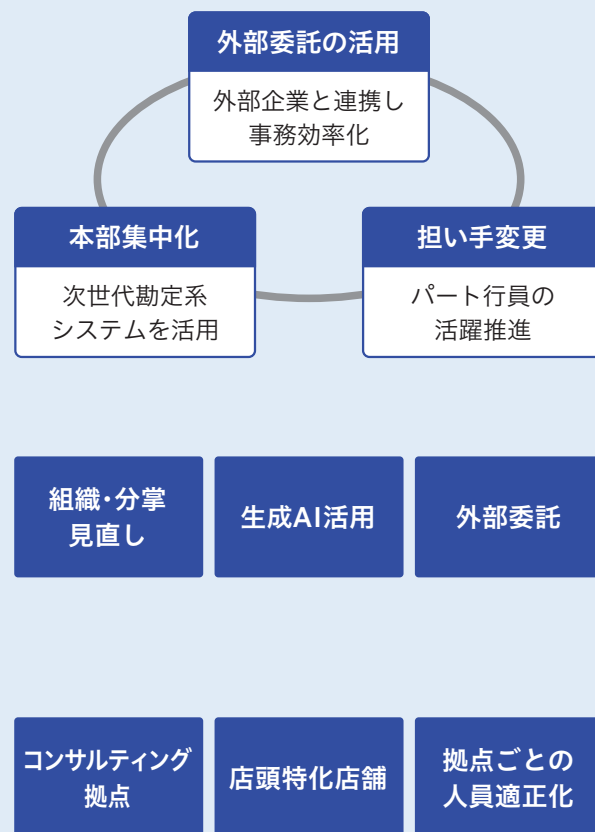 外部委託の活用
外部企業と連携し
事務効率化
本部集中化
次世代勘定系
システムを活用
担い手変更
パート行員の
活躍推進
組織・分掌
見直し
生成AI活用
外部委託
コンサルティング
拠点
店頭特化店舗
拠点ごとの
人員適正化